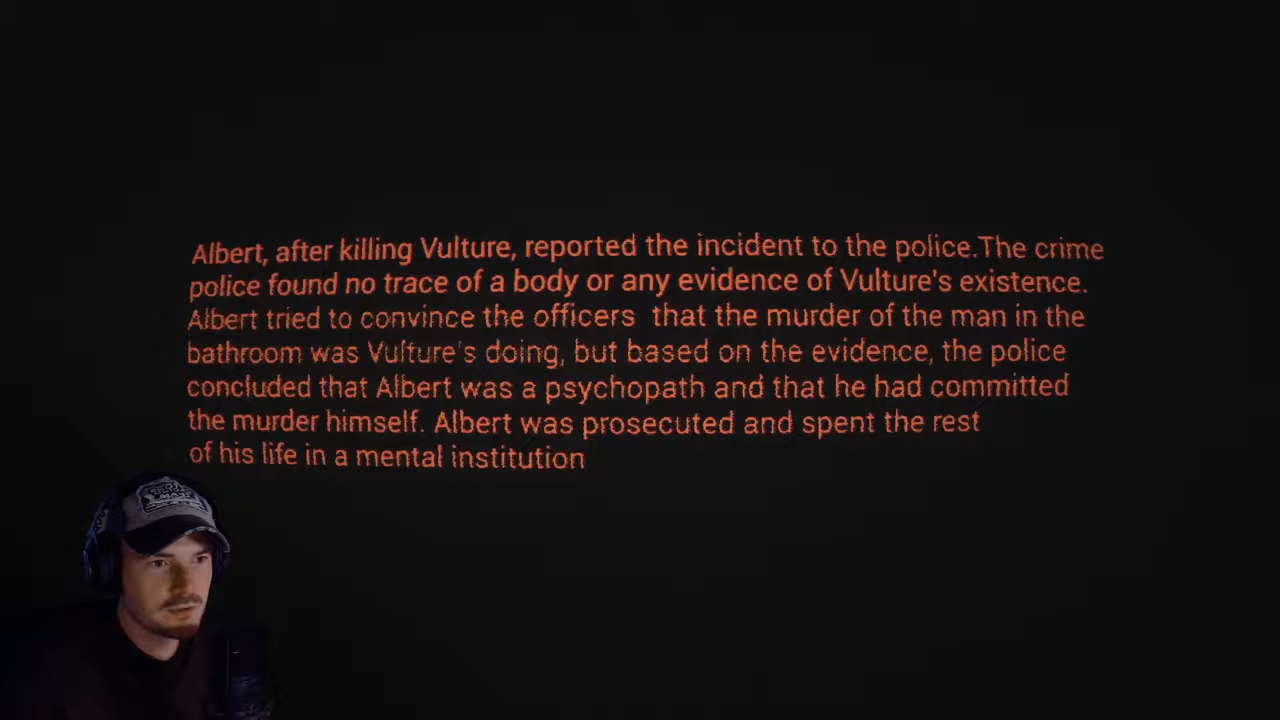 Albert, after killing Vulture, reported the incident to the police.The crime
police found no trace of a body or any evidence of Vulture's existence.
Albert tried to convince the officers  that the murder of the man in the
bathroom was Vulture's doing, but based on the evidence, the police
concluded that Albert was a psychopath and that he had committed
the murder himself. Albert was prosecuted and spent the rest
of his life in a mental institution